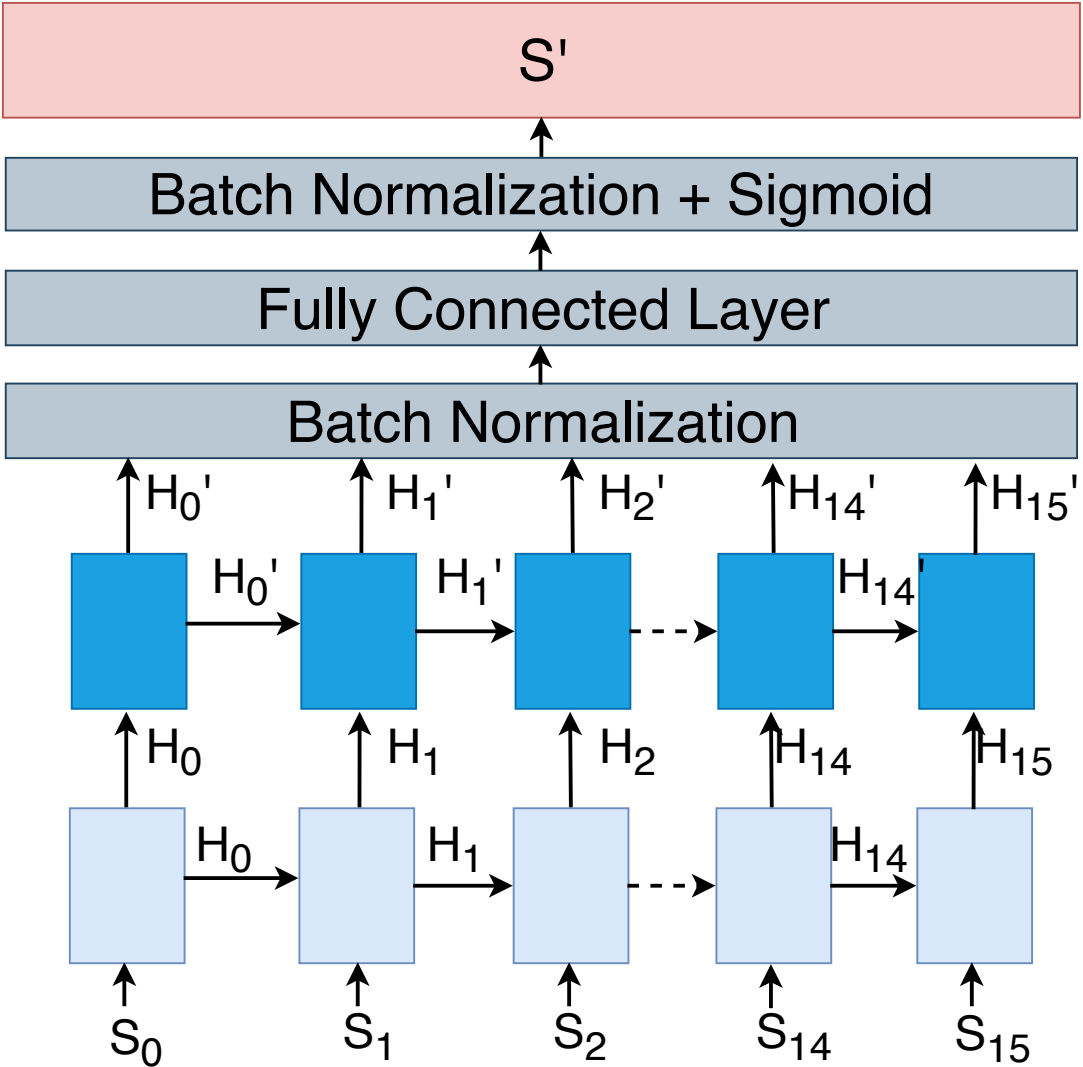 S'
Batch Normalization + Sigmoid
Fully Connected Layer
Batch Normalization
H₀' H₁' H₂' H₁₄' H₁₅'
H₀' H₁' H₁₄'
H₀ H₁ H₂ H₁₄ H₁₅
H₀ H₁ H₁₄
S₀ S₁ S₂ S₁₄ S₁₅